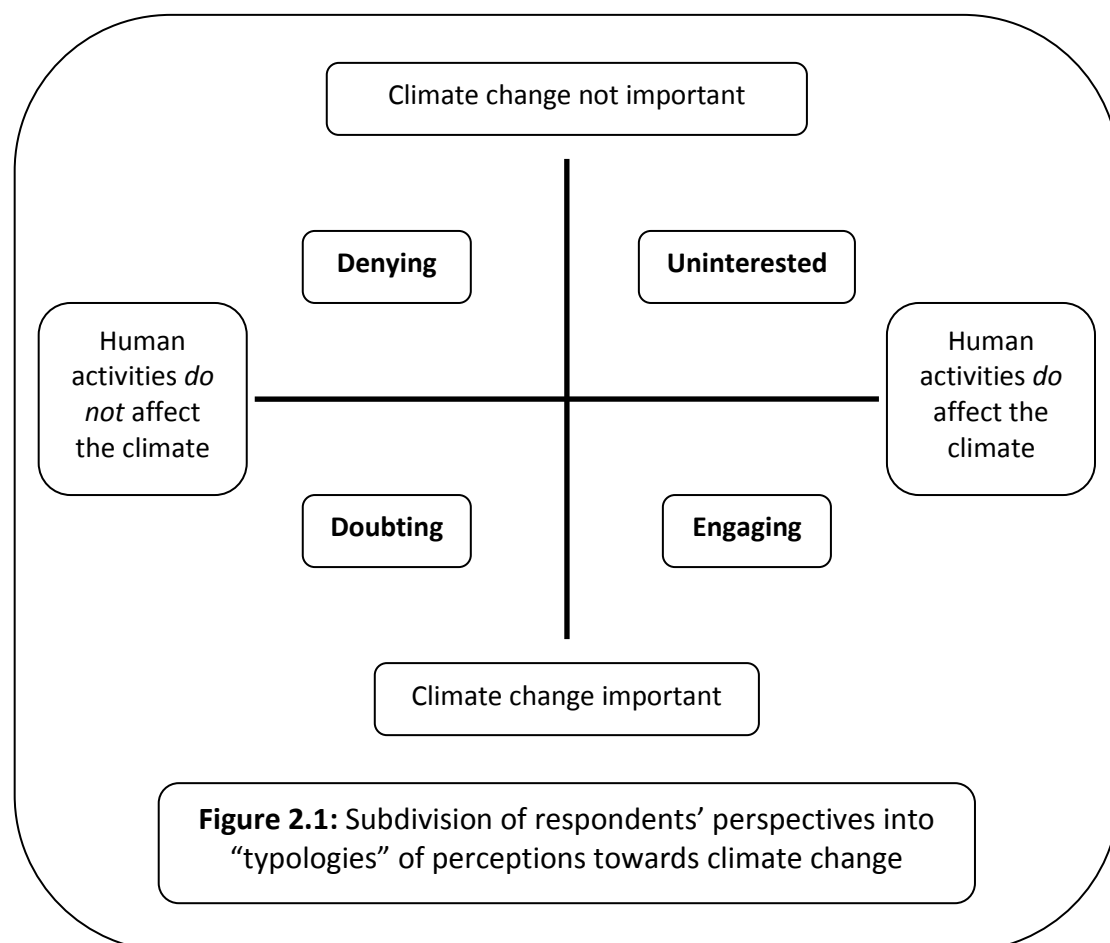 Climate change not important
Denying
Uninterested
Human
activities do
not affect
the climate
Human
activities do
affect the
climate
Doubting
Engaging
Climate change important
Figure 2.1: Subdivision of respondents’ perspectives into
“typologies” of perceptions towards climate change